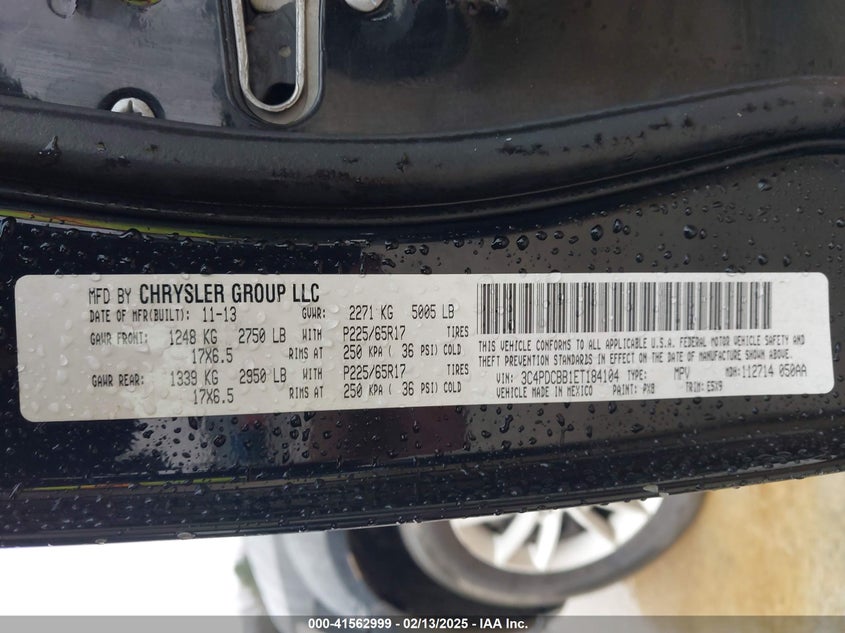 MFD BY CHRYSLER GROUP LLC
DATE OF MFR(BUILT): 11-13 GVWR: 2271 KG 5005 LB
GAWR FRONT: 1248 KG 2750 LB WITH P225/65R17 TIRES
17X6.5 RIMS AT 250 KPA ( 36 PSI) COLD
GAWR REAR: 1339 KG 2950 LB WITH P225/65R17 TIRES
17X6.5 RIMS AT 250 KPA ( 36 PSI) COLD
THIS VEHICLE CONFORMS TO ALL APPLICABLE U.S.A. FEDERAL MOTOR VEHICLE SAFETY AND
THEFT PREVENTION STANDARDS IN EFFECT ON THE DATE OF MANUFACTURE SHOWN ABOVE.
VIN: 3C4PDCBB1ET184104 TYPE: MPV MDH: 112714 050AA
VEHICLE MADE IN MEXICO PAINT: PX8 TRIM: E5X9
000-41562999 — 02/13/2025 — IAA Inc.